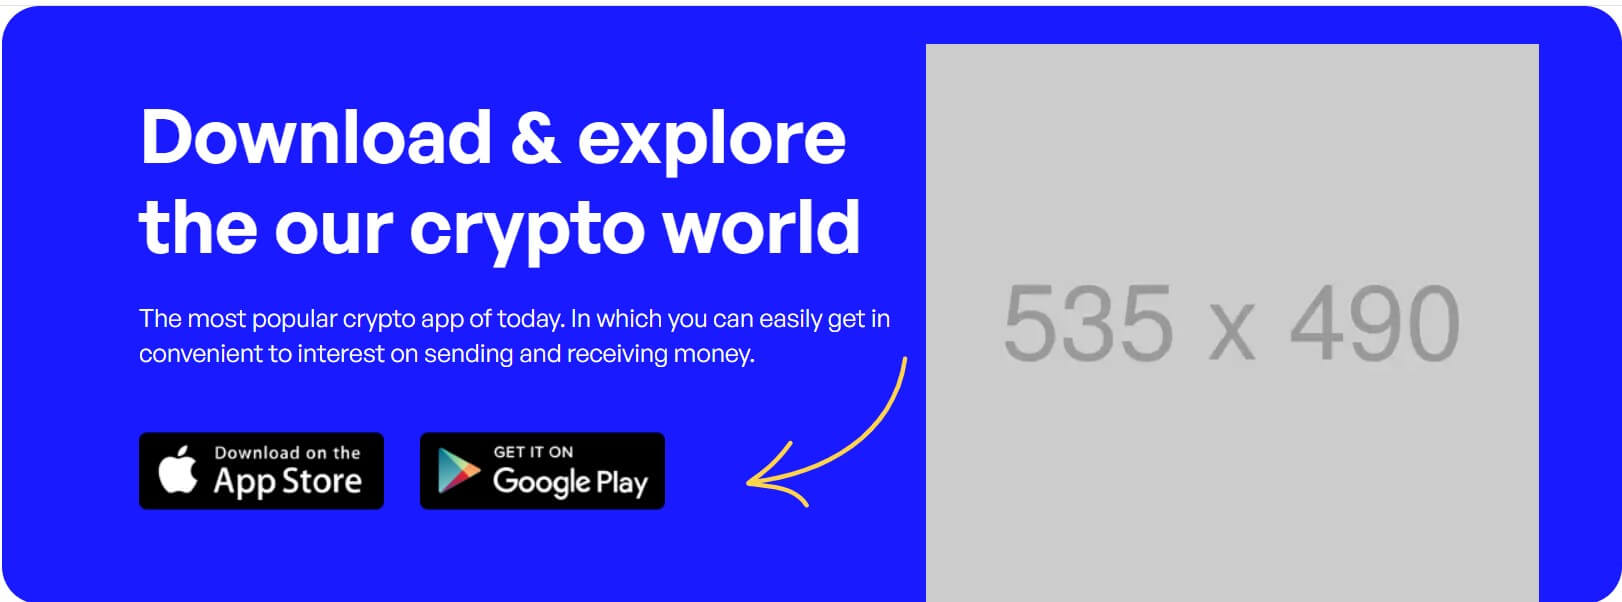 Download & explore
the our crypto world
The most popular crypto app of today. In which you can easily get in
convenient to interest on sending and receiving money.
Download on the
App Store
GET IT ON
Google Play
535 x 490